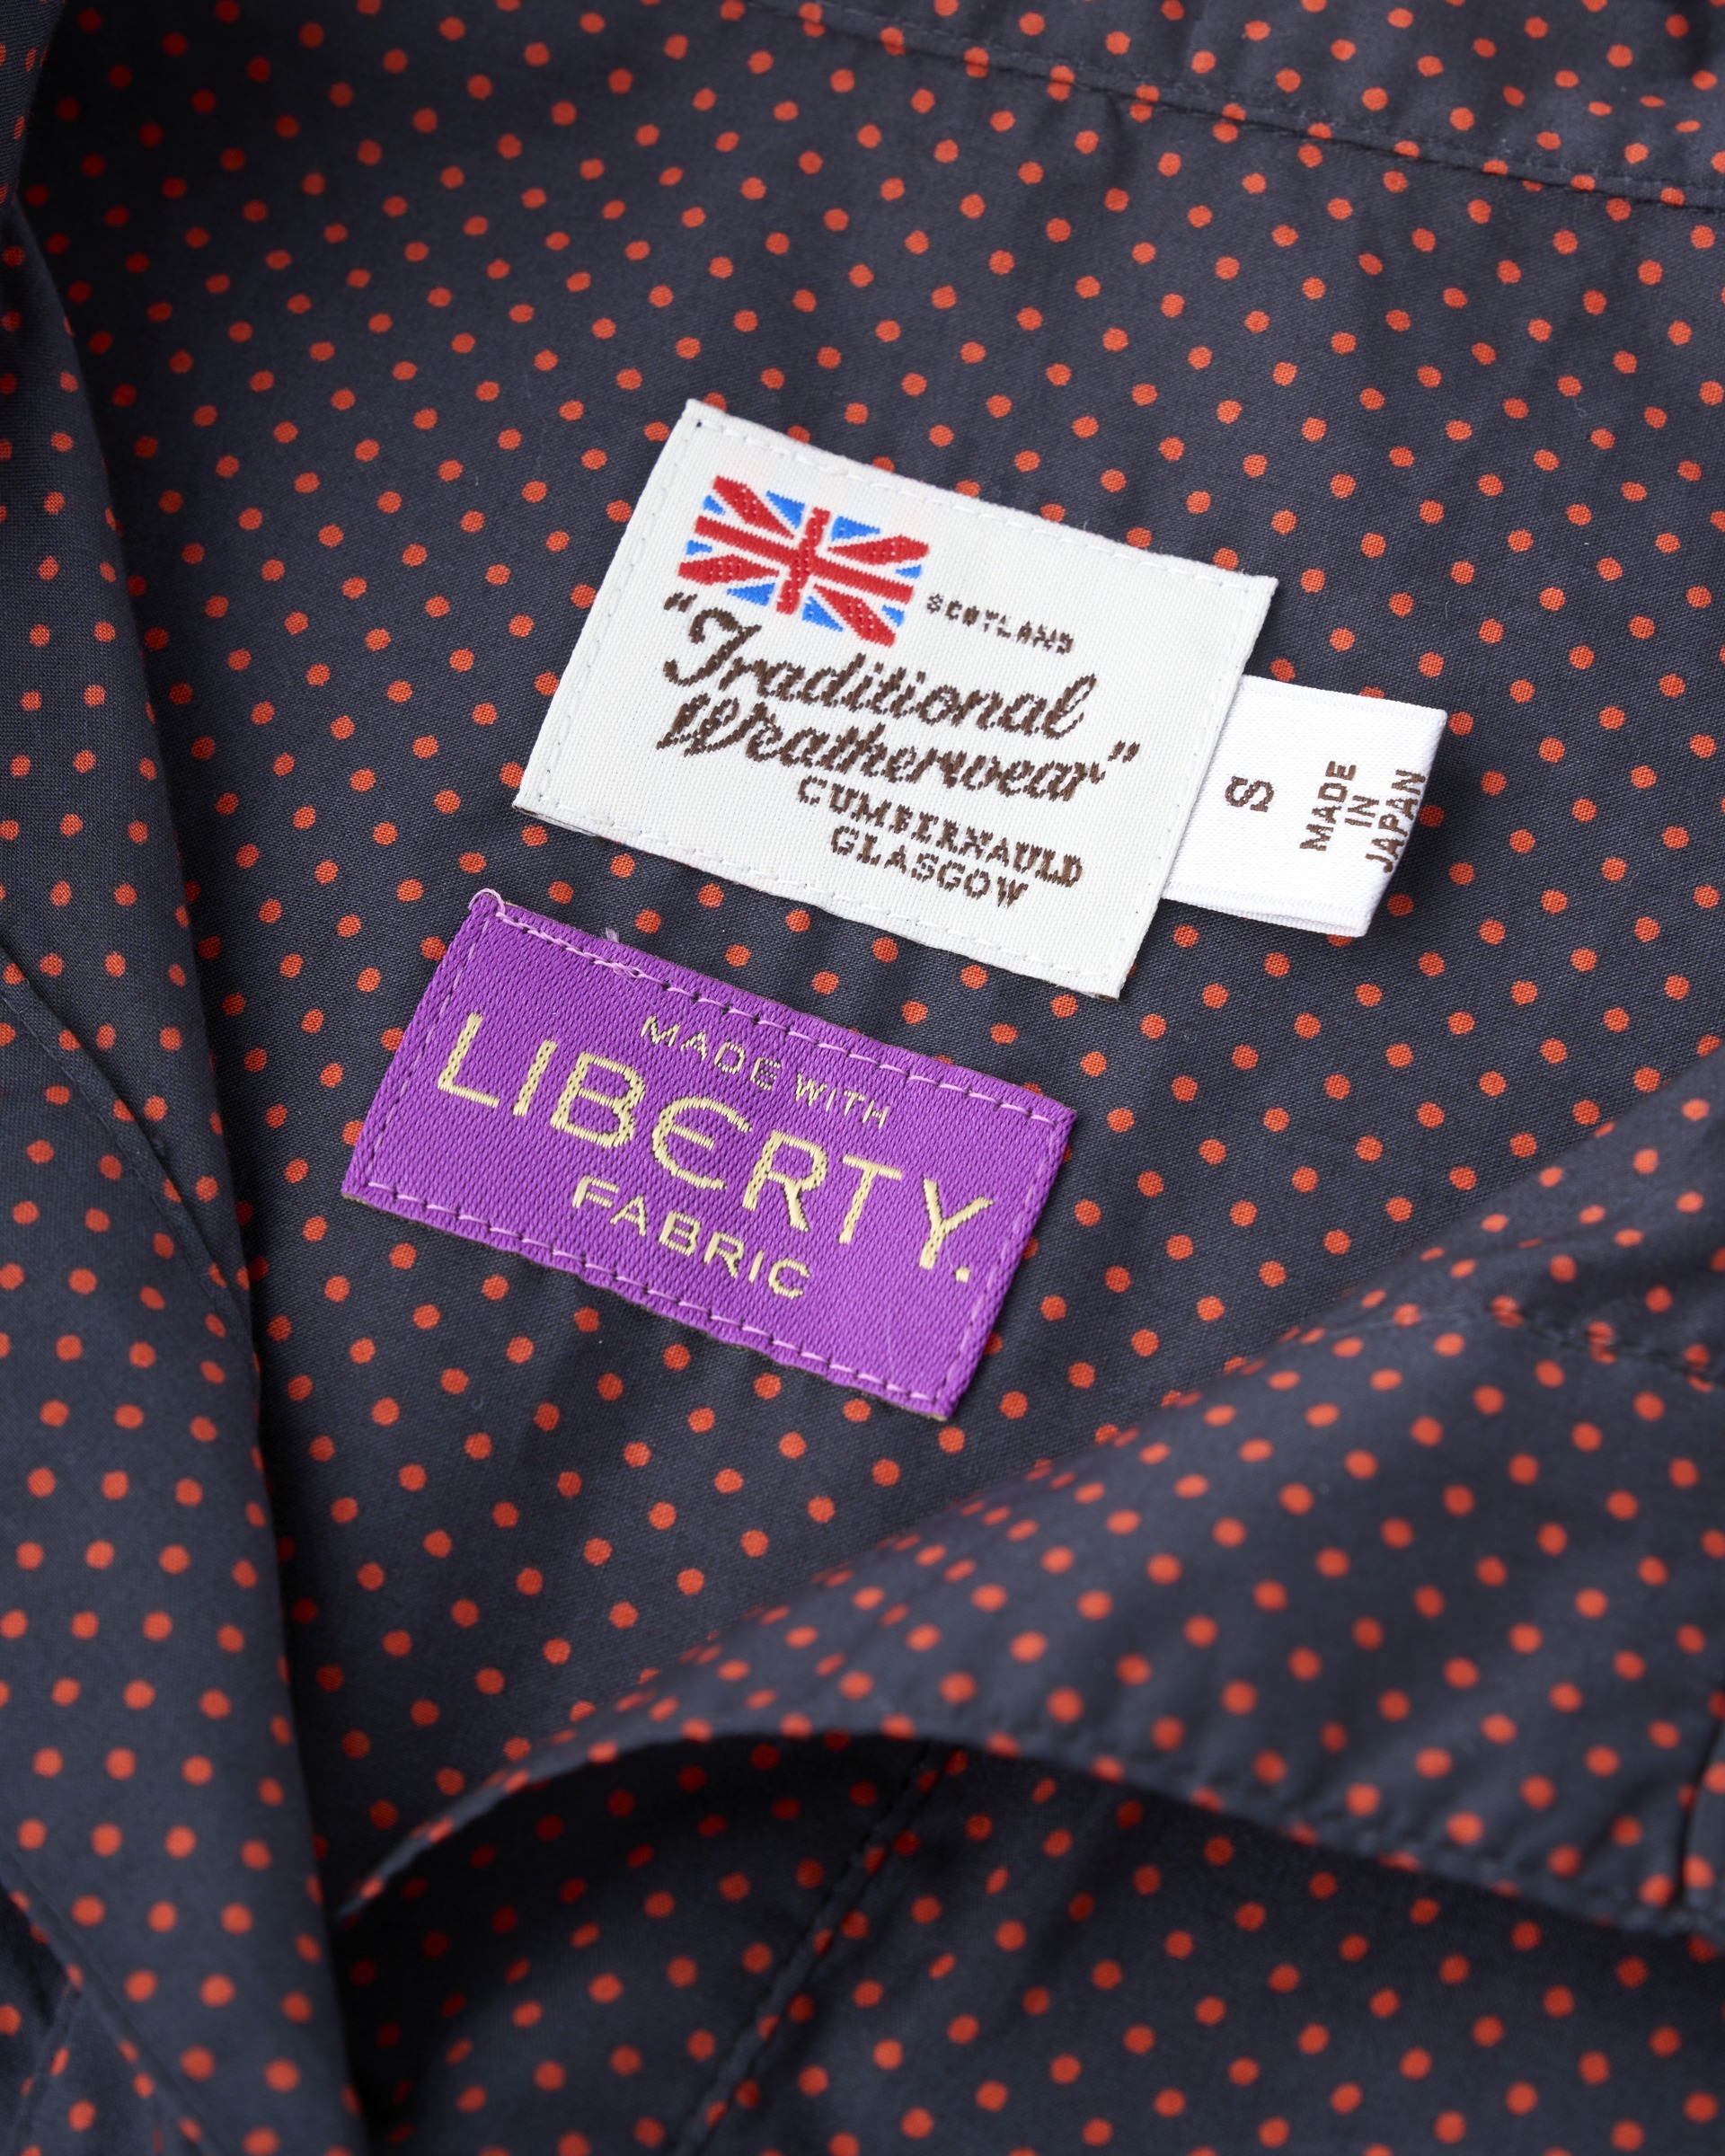 SCOTLAND
"Traditional
Weatherwear"
CUMBERNAULD
GLASGOW
S
MADE
IN
JAPAN
MADE WITH
LIBERTY.
FABRIC